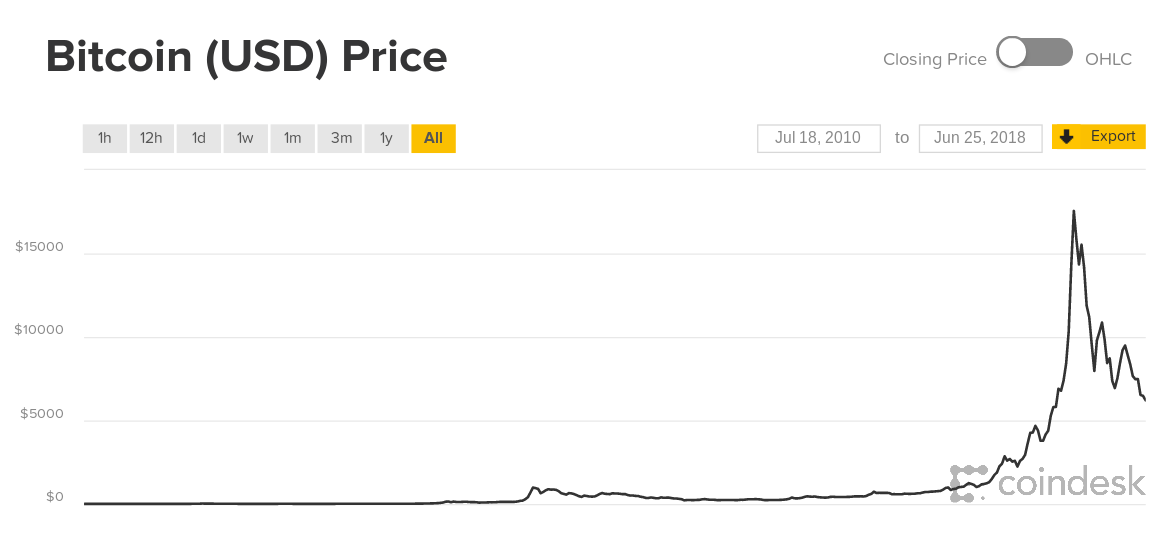 Bitcoin (USD) Price
Closing Price OHLC
1h 12h 1d 1w 1m 3m 1y All
Jul 18, 2010 to Jun 25, 2018 Export
$15000
$10000
$5000
$0
coindesk